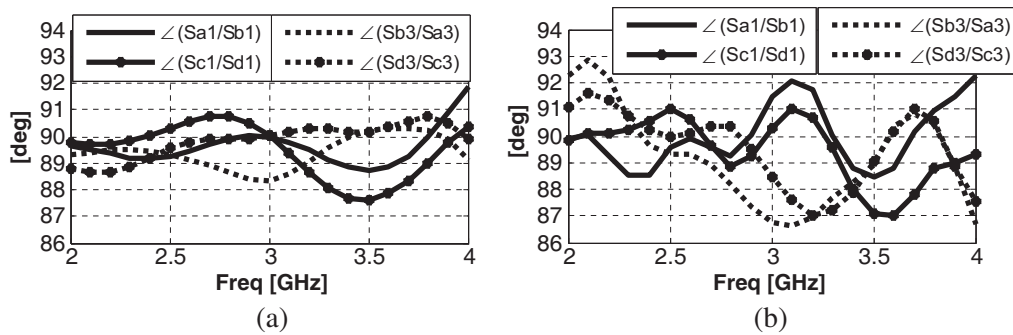 94
93
92
91
90
89
88
87
86
[deg]
∠(Sa1/Sb1)
∠(Sb3/Sa3)
∠(Sc1/Sd1)
∠(Sd3/Sc3)
2
2.5
3
3.5
4
Freq [GHz]
(a)
94
93
92
91
90
89
88
87
86
[deg]
∠(Sa1/Sb1)
∠(Sb3/Sa3)
∠(Sc1/Sd1)
∠(Sd3/Sc3)
2
2.5
3
3.5
4
Freq [GHz]
(b)